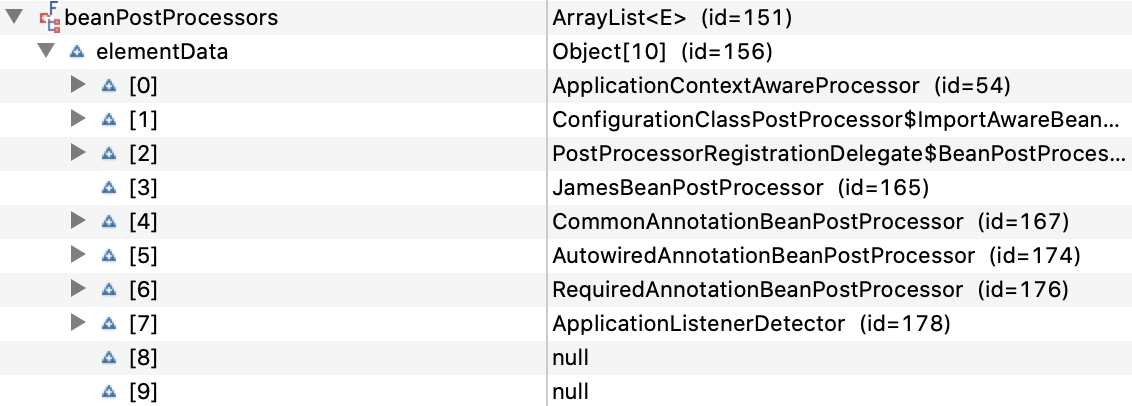 beanPostProcessors ArrayList<E> (id=151)
elementData Object[10] (id=156)
[0] ApplicationContextAwareProcessor (id=54)
[1] ConfigurationClassPostProcessor$ImportAwareBean...
[2] PostProcessorRegistrationDelegate$BeanPostProces...
[3] JamesBeanPostProcessor (id=165)
[4] CommonAnnotationBeanPostProcessor (id=167)
[5] AutowiredAnnotationBeanPostProcessor (id=174)
[6] RequiredAnnotationBeanPostProcessor (id=176)
[7] ApplicationListenerDetector (id=178)
[8] null
[9] null